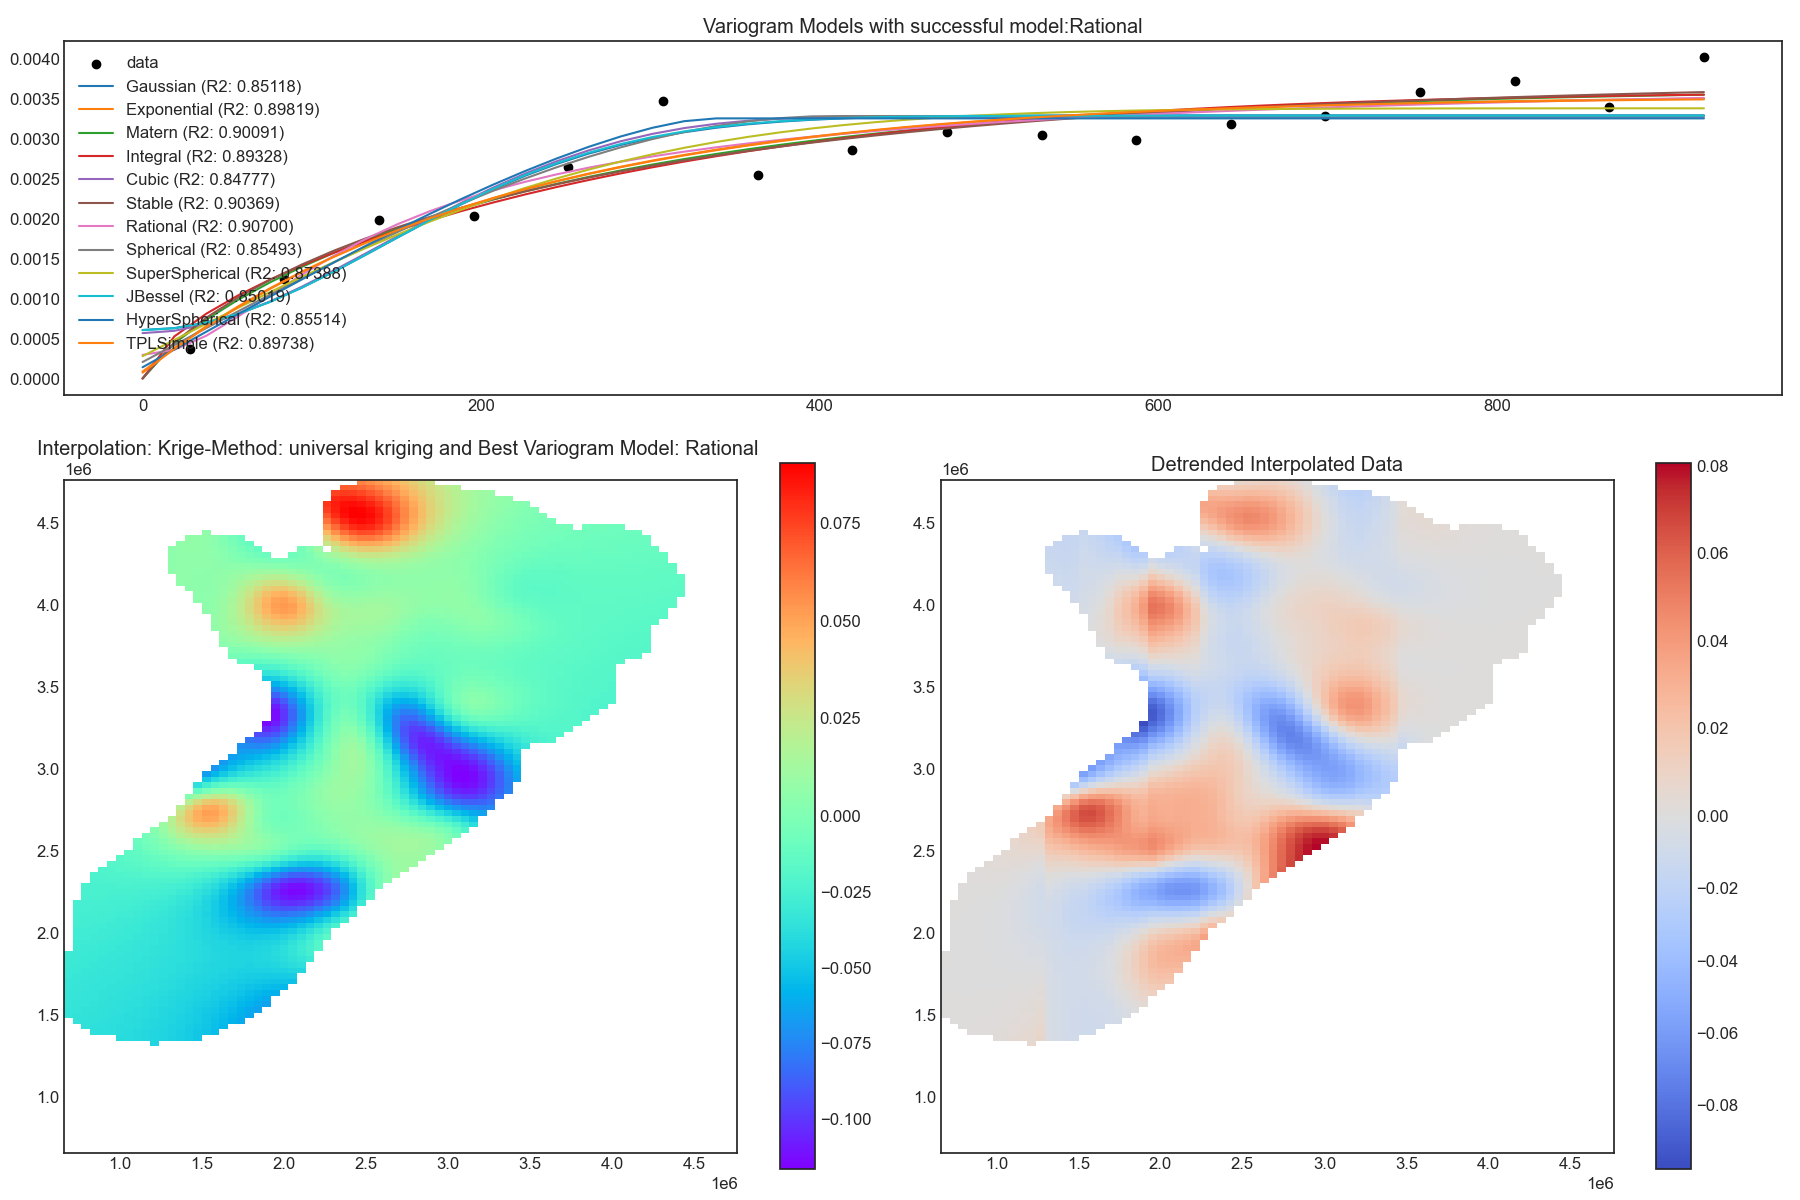 Variogram Models with successful model:Rational
0.0040
0.0035
0.0030
0.0025
0.0020
0.0015
0.0010
0.0005
0.0000
data
Gaussian (R2: 0.85118)
Exponential (R2: 0.89819)
Matern (R2: 0.90091)
Integral (R2: 0.89328)
Cubic (R2: 0.84777)
Stable (R2: 0.90369)
Rational (R2: 0.90700)
Spherical (R2: 0.85493)
SuperSpherical (R2: 0.87388)
JBessel (R2: 0.85019)
HyperSpherical (R2: 0.85514)
TPLSimple (R2: 0.89738)
0 200 400 600 800
Interpolation: Krige-Method: universal kriging and Best Variogram Model: Rational
1e6
4.5
4.0
3.5
3.0
2.5
2.0
1.5
1.0
1.0 1.5 2.0 2.5 3.0 3.5 4.0 4.5
1e6
0.075
0.050
0.025
0.000
−0.025
−0.050
−0.075
−0.100
Detrended Interpolated Data
1e6
4.5
4.0
3.5
3.0
2.5
2.0
1.5
1.0
1.0 1.5 2.0 2.5 3.0 3.5 4.0 4.5
1e6
0.08
0.06
0.04
0.02
0.00
−0.02
−0.04
−0.06
−0.08